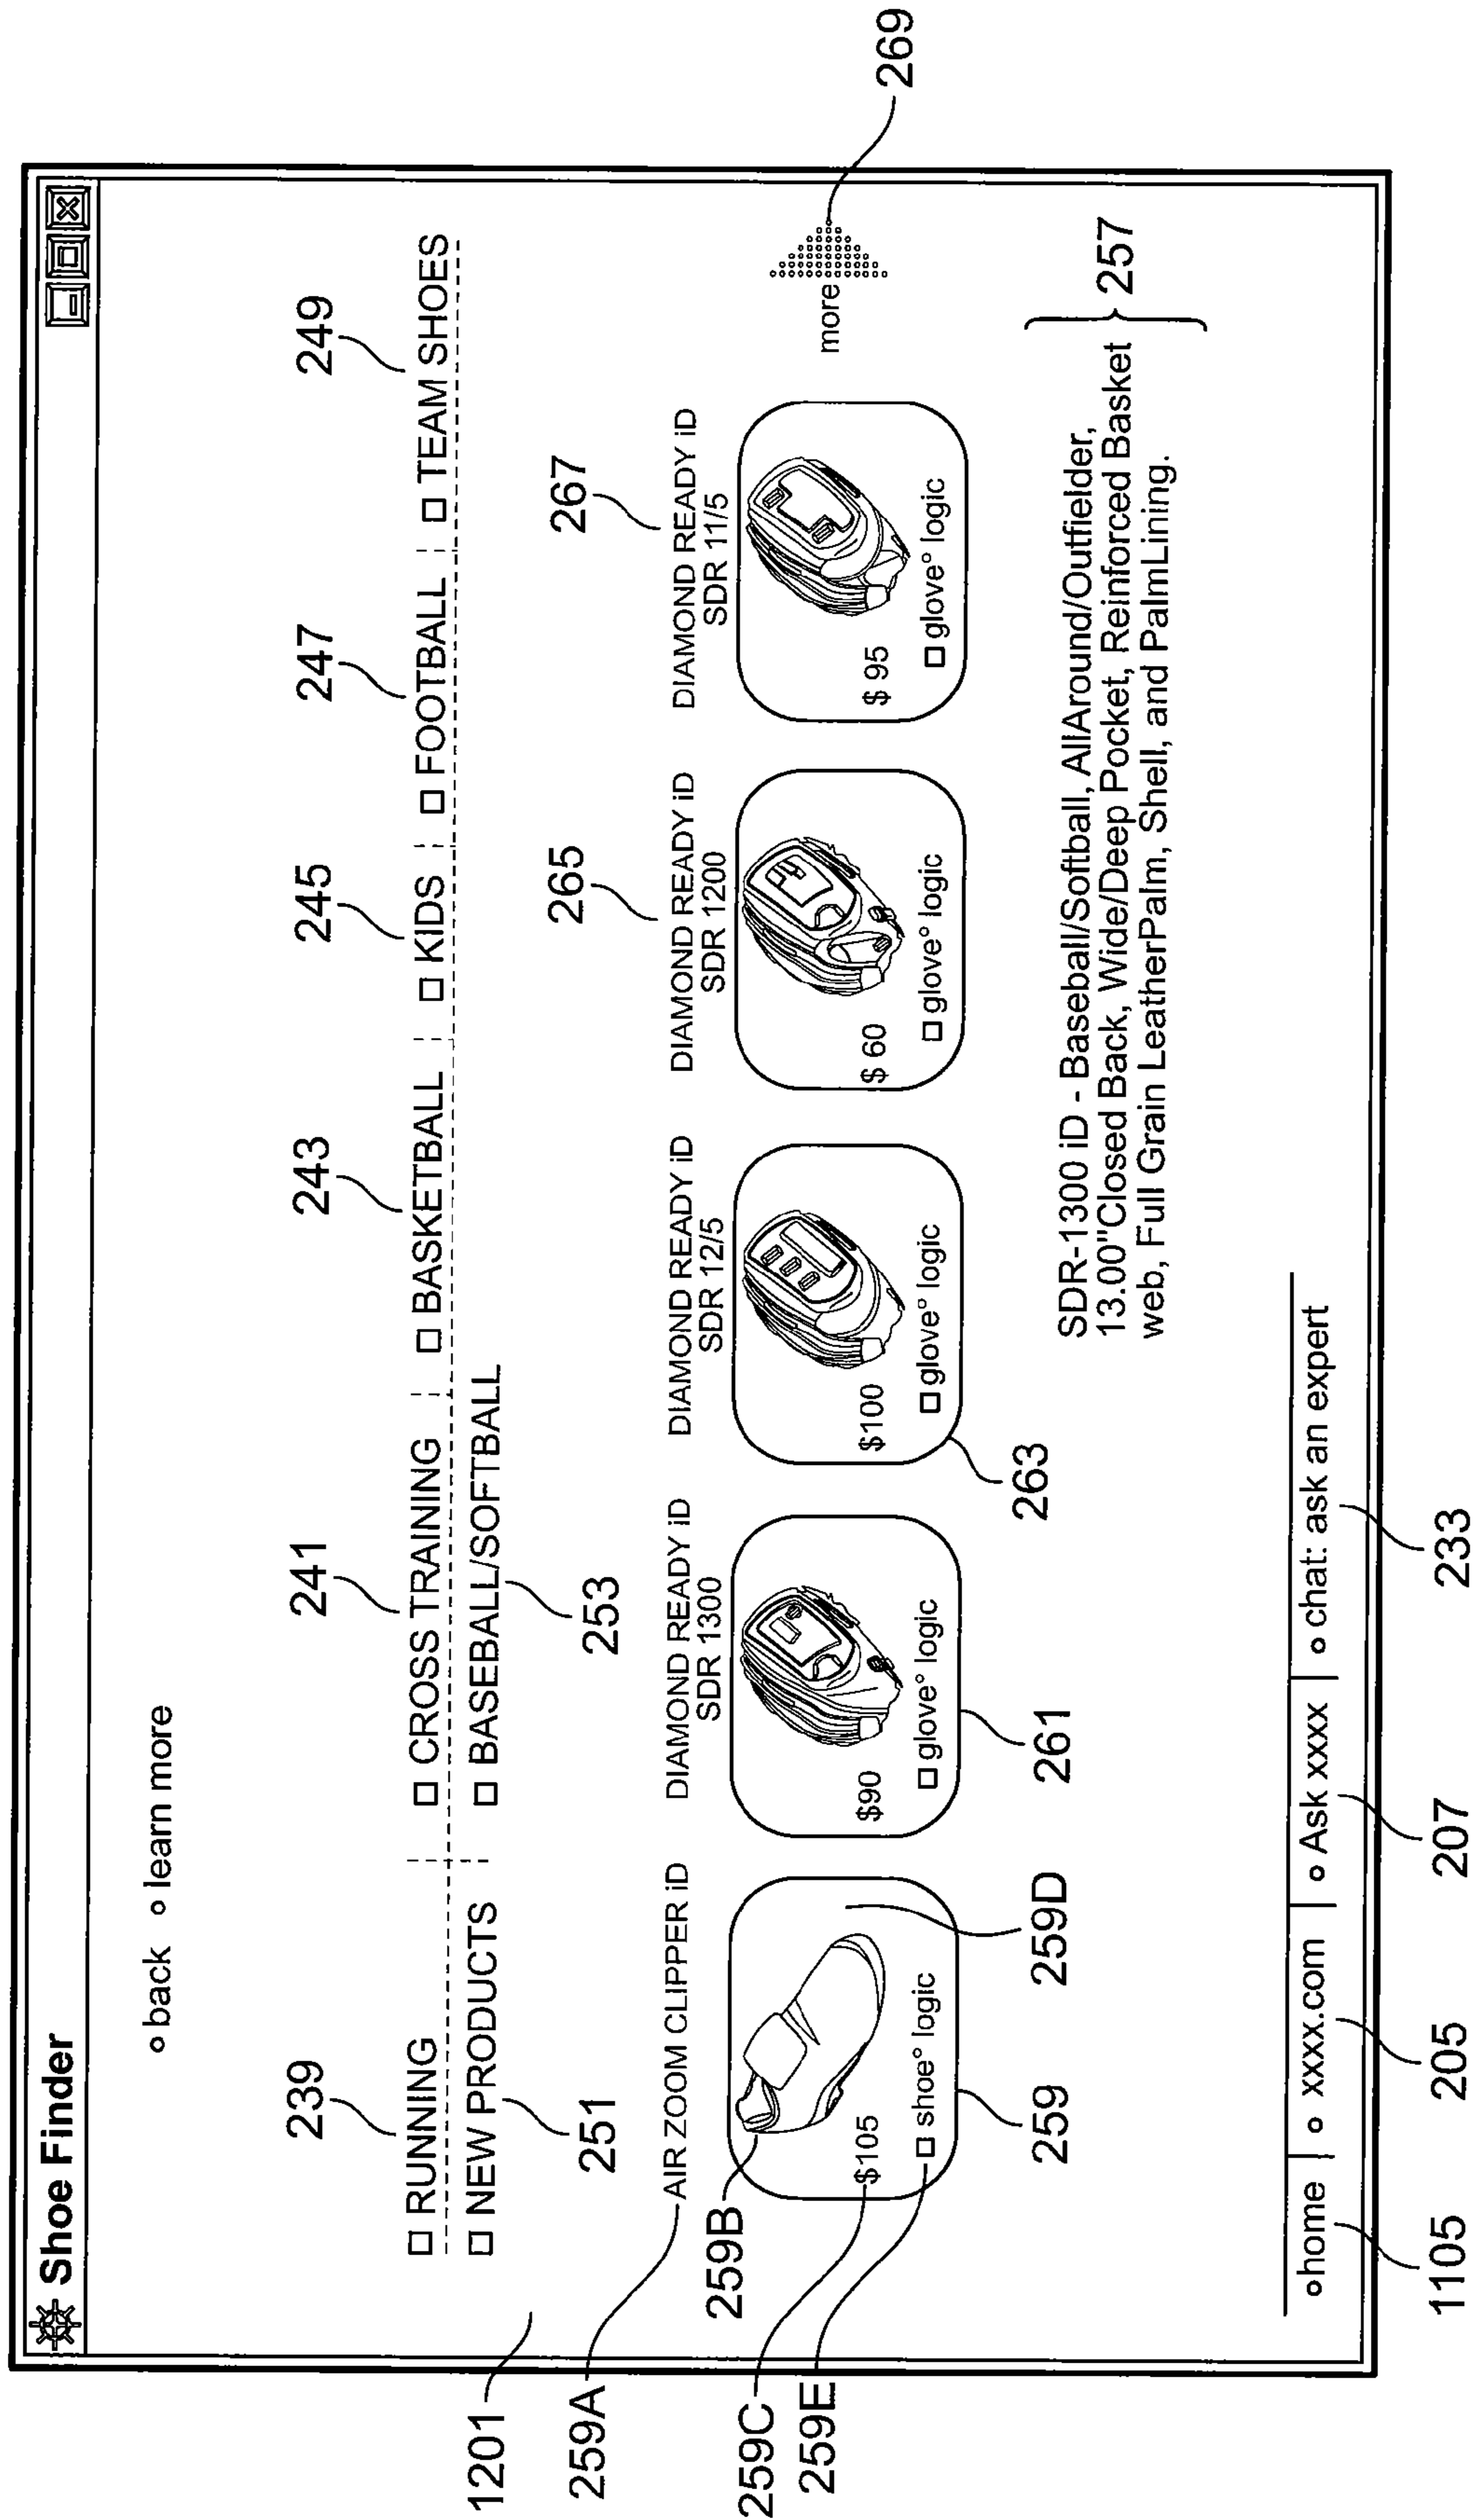 Shoe Finder
back learn more
239 241 243 245 247 249
RUNNING CROSS TRAINING BASKETBALL KIDS FOOTBALL TEAM SHOES
NEW PRODUCTS BASEBALL/SOFTBALL
1201
251 253 265 267
259A
AIR ZOOM CLIPPER iD
DIAMOND READY iD
SDR 1300
DIAMOND READY iD
SDR 12/5
DIAMOND READY iD
SDR 1200
DIAMOND READY iD
SDR 11/5
259B
more
269
259C
$105 $90 $100 $ 60 $ 95
259E
shoe° logic glove° logic glove° logic glove° logic glove° logic
259 259D 261 263
SDR-1300 iD - Baseball/Softball, AllAround/Outfielder,
13.00"Closed Back, Wide/Deep Pocket, Reinforced Basket
web, Full Grain LeatherPalm, Shell, and PalmLining.
257
home xxxx.com Ask xxxx chat: ask an expert
1105 205 207 233